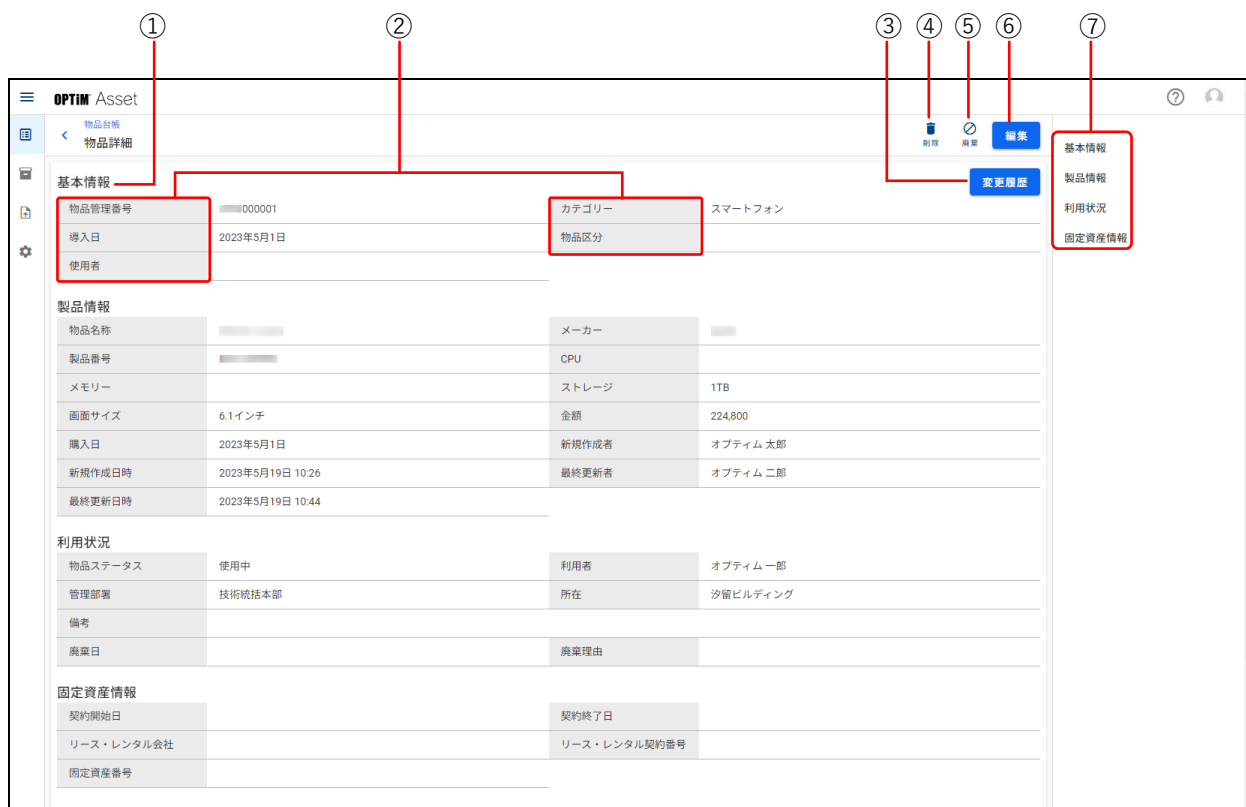 ① ② ③ ④ ⑤ ⑥ ⑦
OPTiM Asset
物品台帳
物品詳細
削除 廃棄 編集
基本情報
製品情報
利用状況
固定資産情報
基本情報 変更履歴
物品管理番号 000001 カテゴリー スマートフォン
導入日 2023年5月1日 物品区分
使用者
製品情報
物品名称 メーカー
製品番号 CPU
メモリー ストレージ 1TB
画面サイズ 6.1インチ 金額 224,800
購入日 2023年5月1日 新規作成者 オプティム 太郎
新規作成日時 2023年5月19日 10:26 最終更新者 オプティム 二郎
最終更新日時 2023年5月19日 10:44
利用状況
物品ステータス 使用中 利用者 オプティム 一郎
管理部署 技術統括本部 所在 汐留ビルディング
備考
廃棄日 廃棄理由
固定資産情報
契約開始日 契約終了日
リース・レンタル会社 リース・レンタル契約番号
固定資産番号